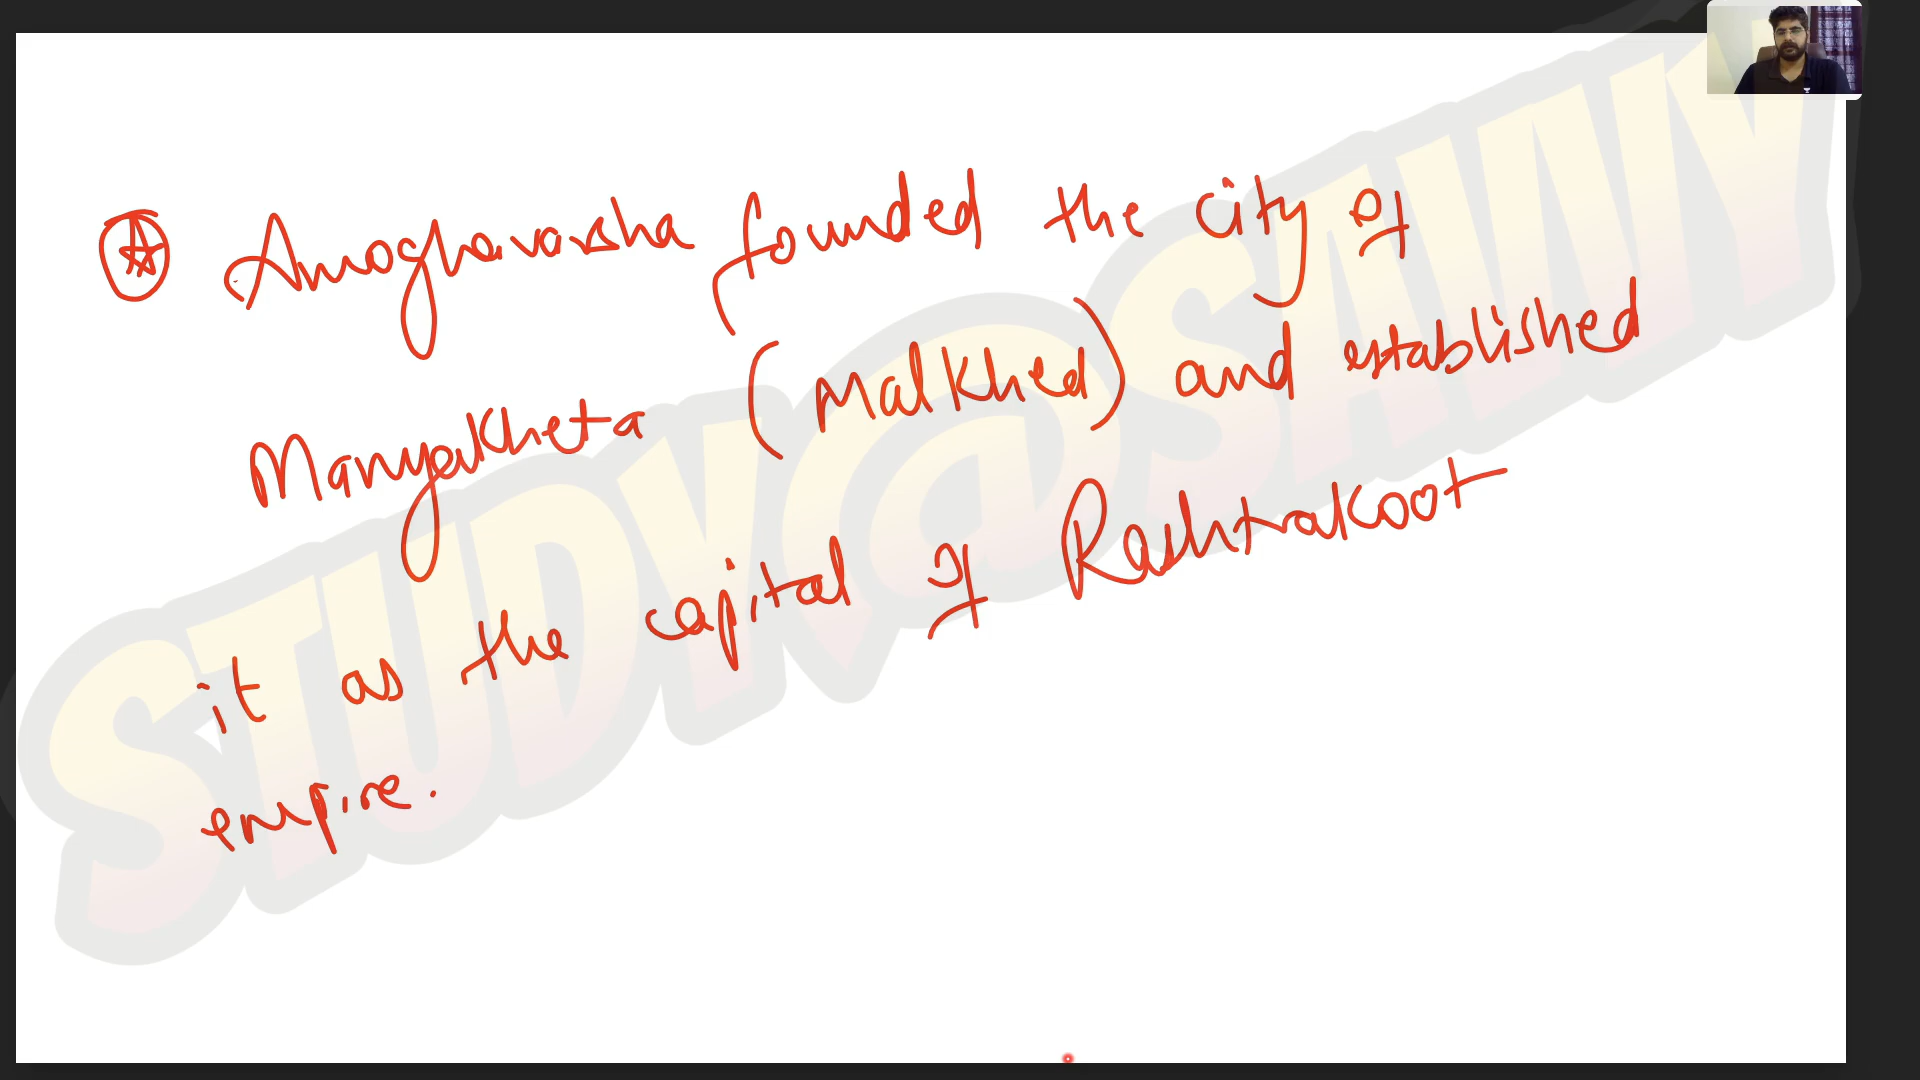 Amoghavarsha founded the city of
Manyakheta (Malkhed) and established
it as the capital of Rashtrakoot
empire.
STUDY@SAWY